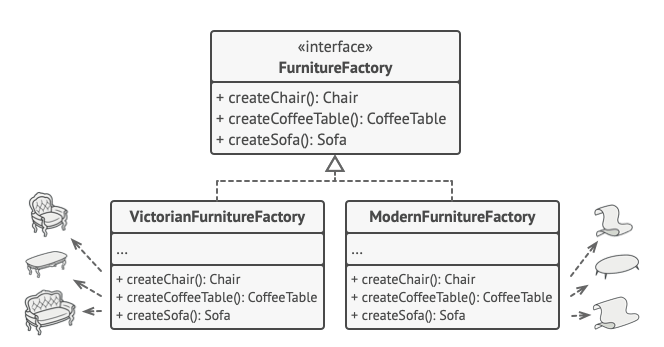 «interface»
FurnitureFactory
+ createChair(): Chair
+ createCoffeeTable(): CoffeeTable
+ createSofa(): Sofa
VictorianFurnitureFactory
...
+ createChair(): Chair
+ createCoffeeTable(): CoffeeTable
+ createSofa(): Sofa
ModernFurnitureFactory
...
+ createChair(): Chair
+createCoffeeTable(): CoffeeTable
+ createSofa(): Sofa